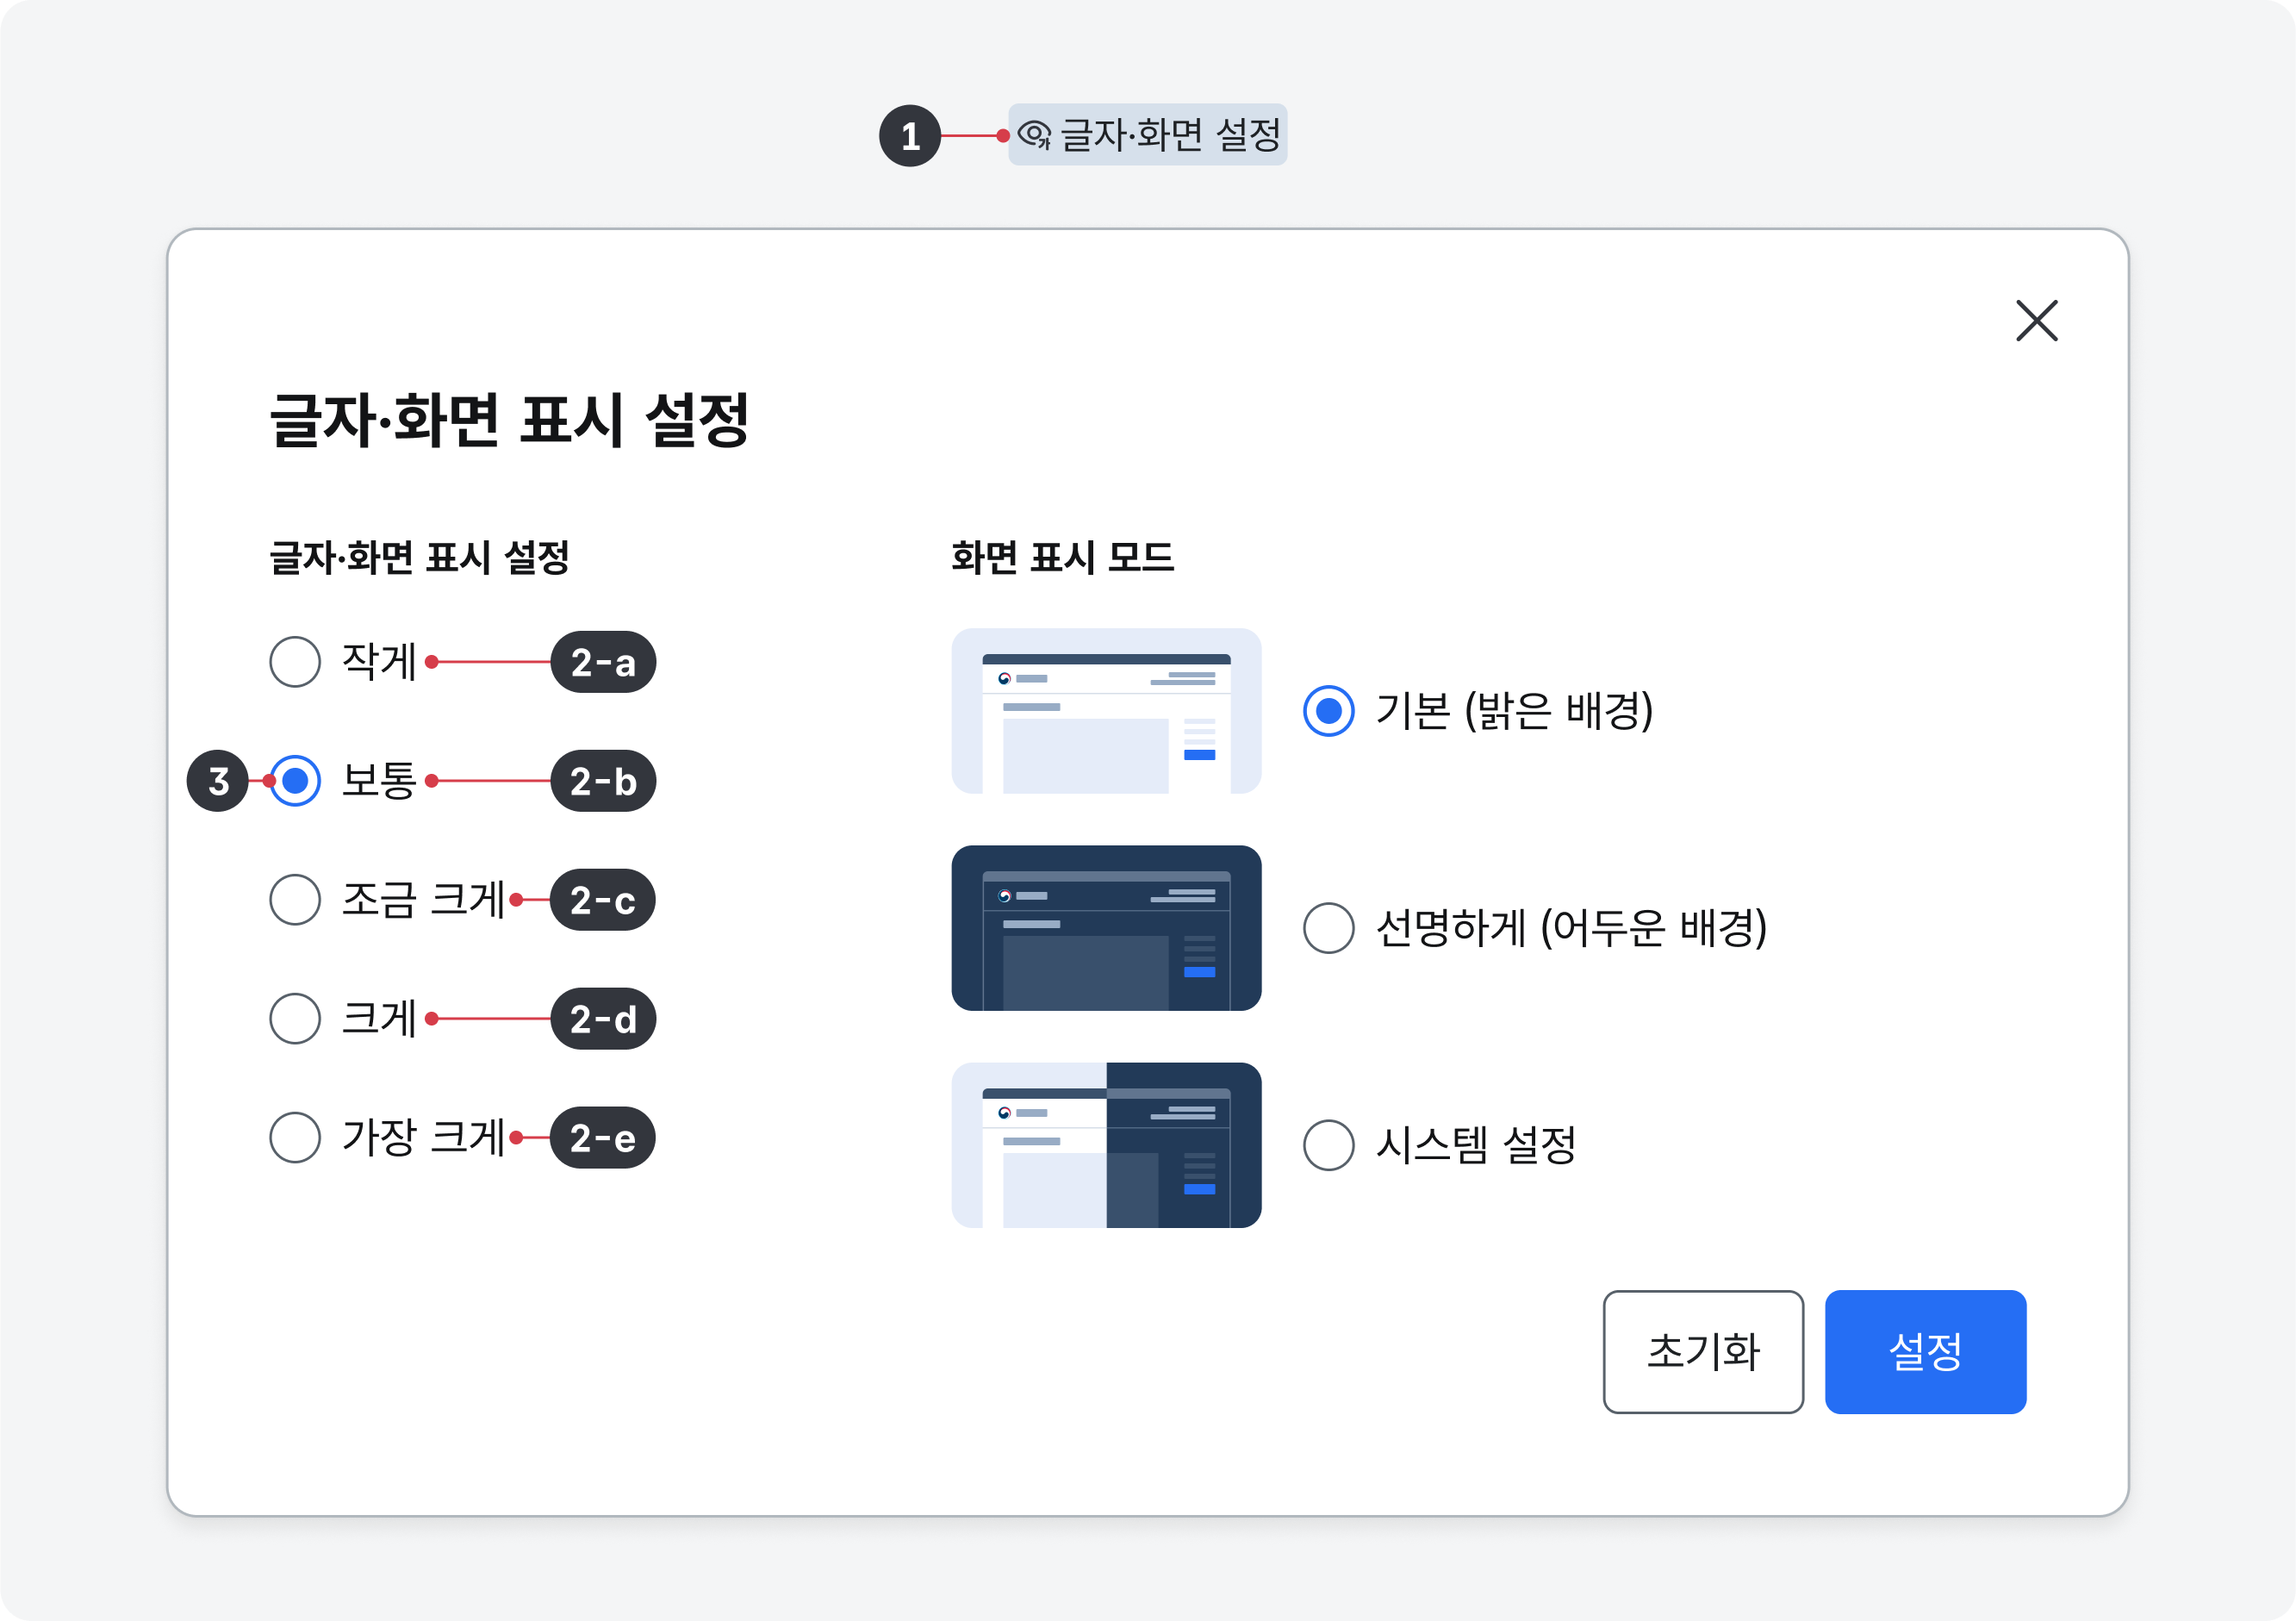 1
글자·화면 설정
글자·화면 표시 설정
글자·화면 표시 설정
작게 2-a
3 보통 2-b
조금 크게 2-c
크게 2-d
가장 크게 2-e
화면 표시 모드
기본 (밝은 배경)
선명하게 (어두운 배경)
시스템 설정
초기화
설정